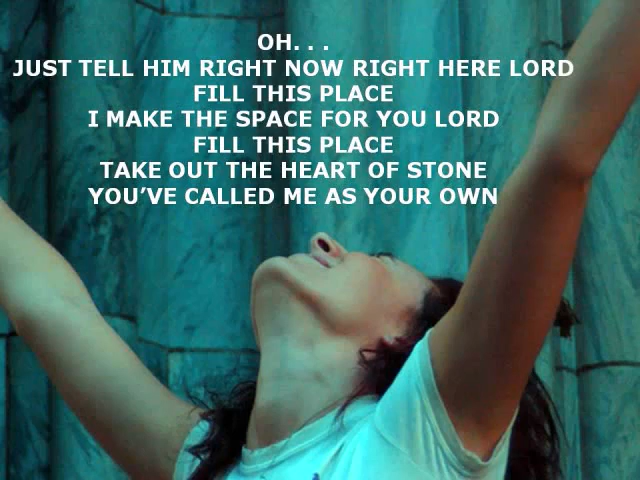 OH. . .
JUST TELL HIM RIGHT NOW RIGHT HERE LORD
FILL THIS PLACE
I MAKE THE SPACE FOR YOU LORD
FILL THIS PLACE
TAKE OUT THE HEART OF STONE
YOU’VE CALLED ME AS YOUR OWN